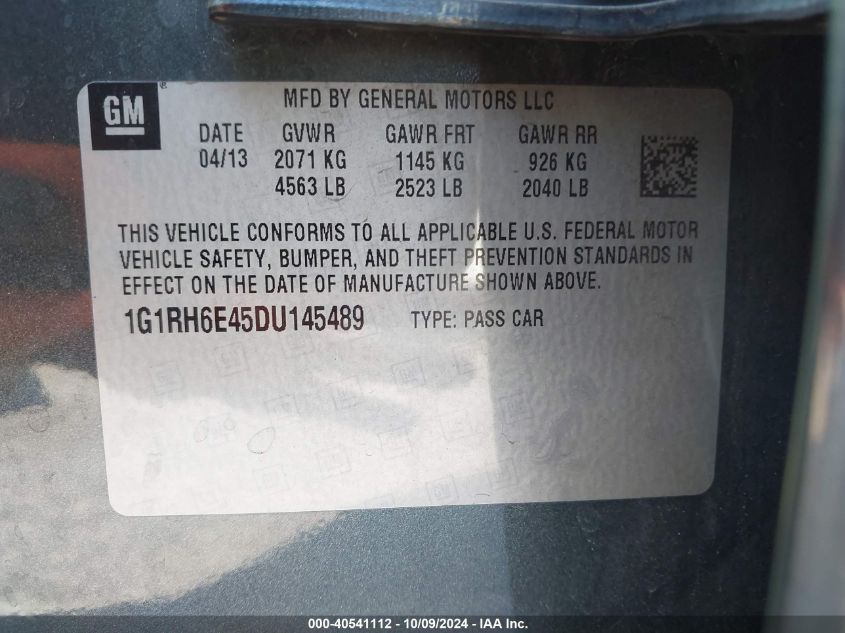 GM
MFD BY GENERAL MOTORS LLC
DATE GVWR GAWR FRT GAWR RR
04/13 2071 KG 1145 KG 926 KG
4563 LB 2523 LB 2040 LB
THIS VEHICLE CONFORMS TO ALL APPLICABLE U.S. FEDERAL MOTOR
VEHICLE SAFETY, BUMPER, AND THEFT PREVENTION STANDARDS IN
EFFECT ON THE DATE OF MANUFACTURE SHOWN ABOVE.
1G1RH6E45DU145489 TYPE: PASS CAR
000-40541112 - 10/09/2024 - IAA Inc.